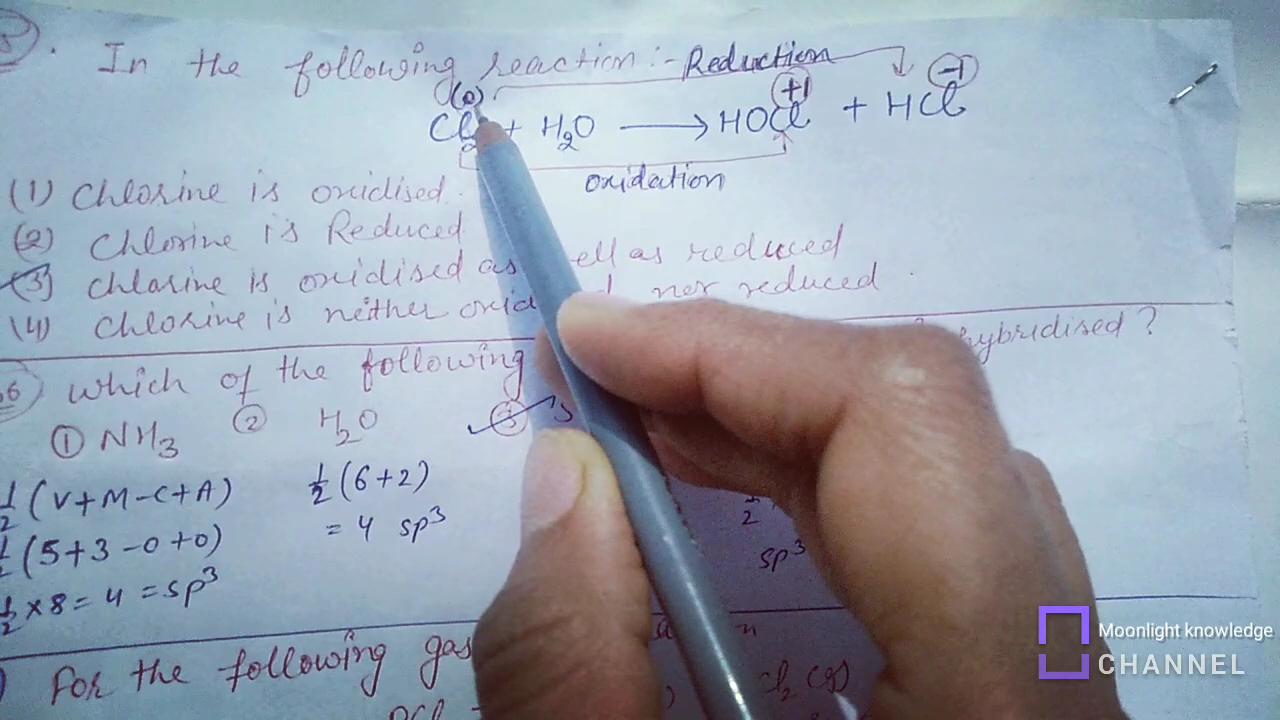 In the following reaction :- Reduction
(0) +1 -1
Cl2 + H2O ⟶ HOCl + HCl
oxidation
(1) Chlorine is oxidised.
(2) Chlorine is Reduced
(3) Chlorine is oxidised as ell as reduced
(4) Chlorine is neither nor reduced
which of the following hybridised ?
① NH3 ② H2O ③
1/2 (V+M-C+A) 1/2 (6+2)
1/2 (5+3-0+0) = 4 sp3
1/2 × 8 = 4 = sp3 sp3
For the following gas
Cl2 (g)
Moonlight knowledge
CHANNEL